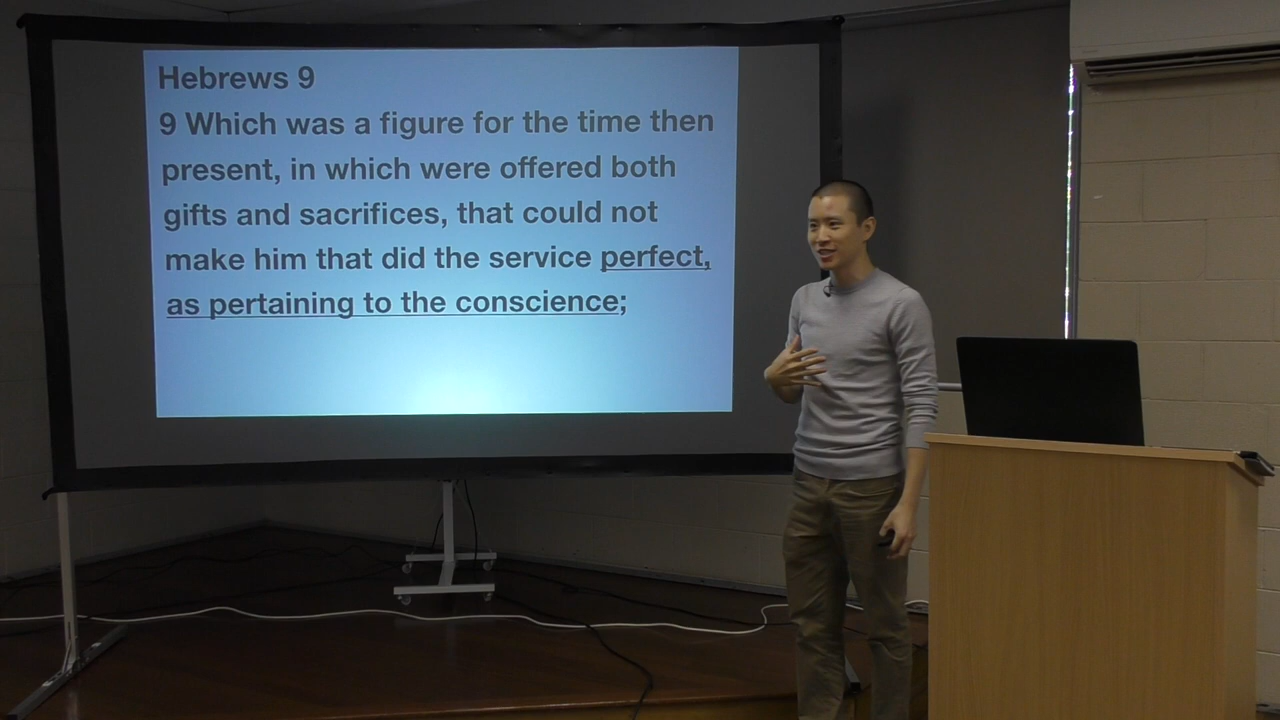 Hebrews 9
9 Which was a figure for the time then
present, in which were offered both
gifts and sacrifices, that could not
make him that did the service perfect,
as pertaining to the conscience;